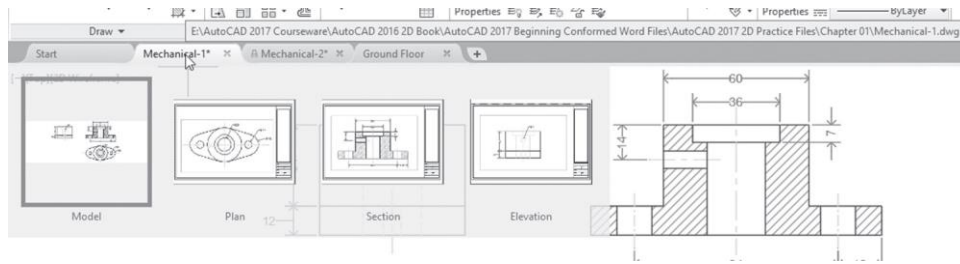 Properties
Properties
ByLayer
Draw
E:\AutoCAD 2017 Courseware\AutoCAD 2016 2D Book\AutoCAD 2017 Beginning Conformed Word Files\AutoCAD 2017 2D Practice Files\Chapter 01\Mechanical-1.dwg
Start Mechanical-1* Mechanical-2* Ground Floor
60
36
14
7
Model Plan Section Elevation
12